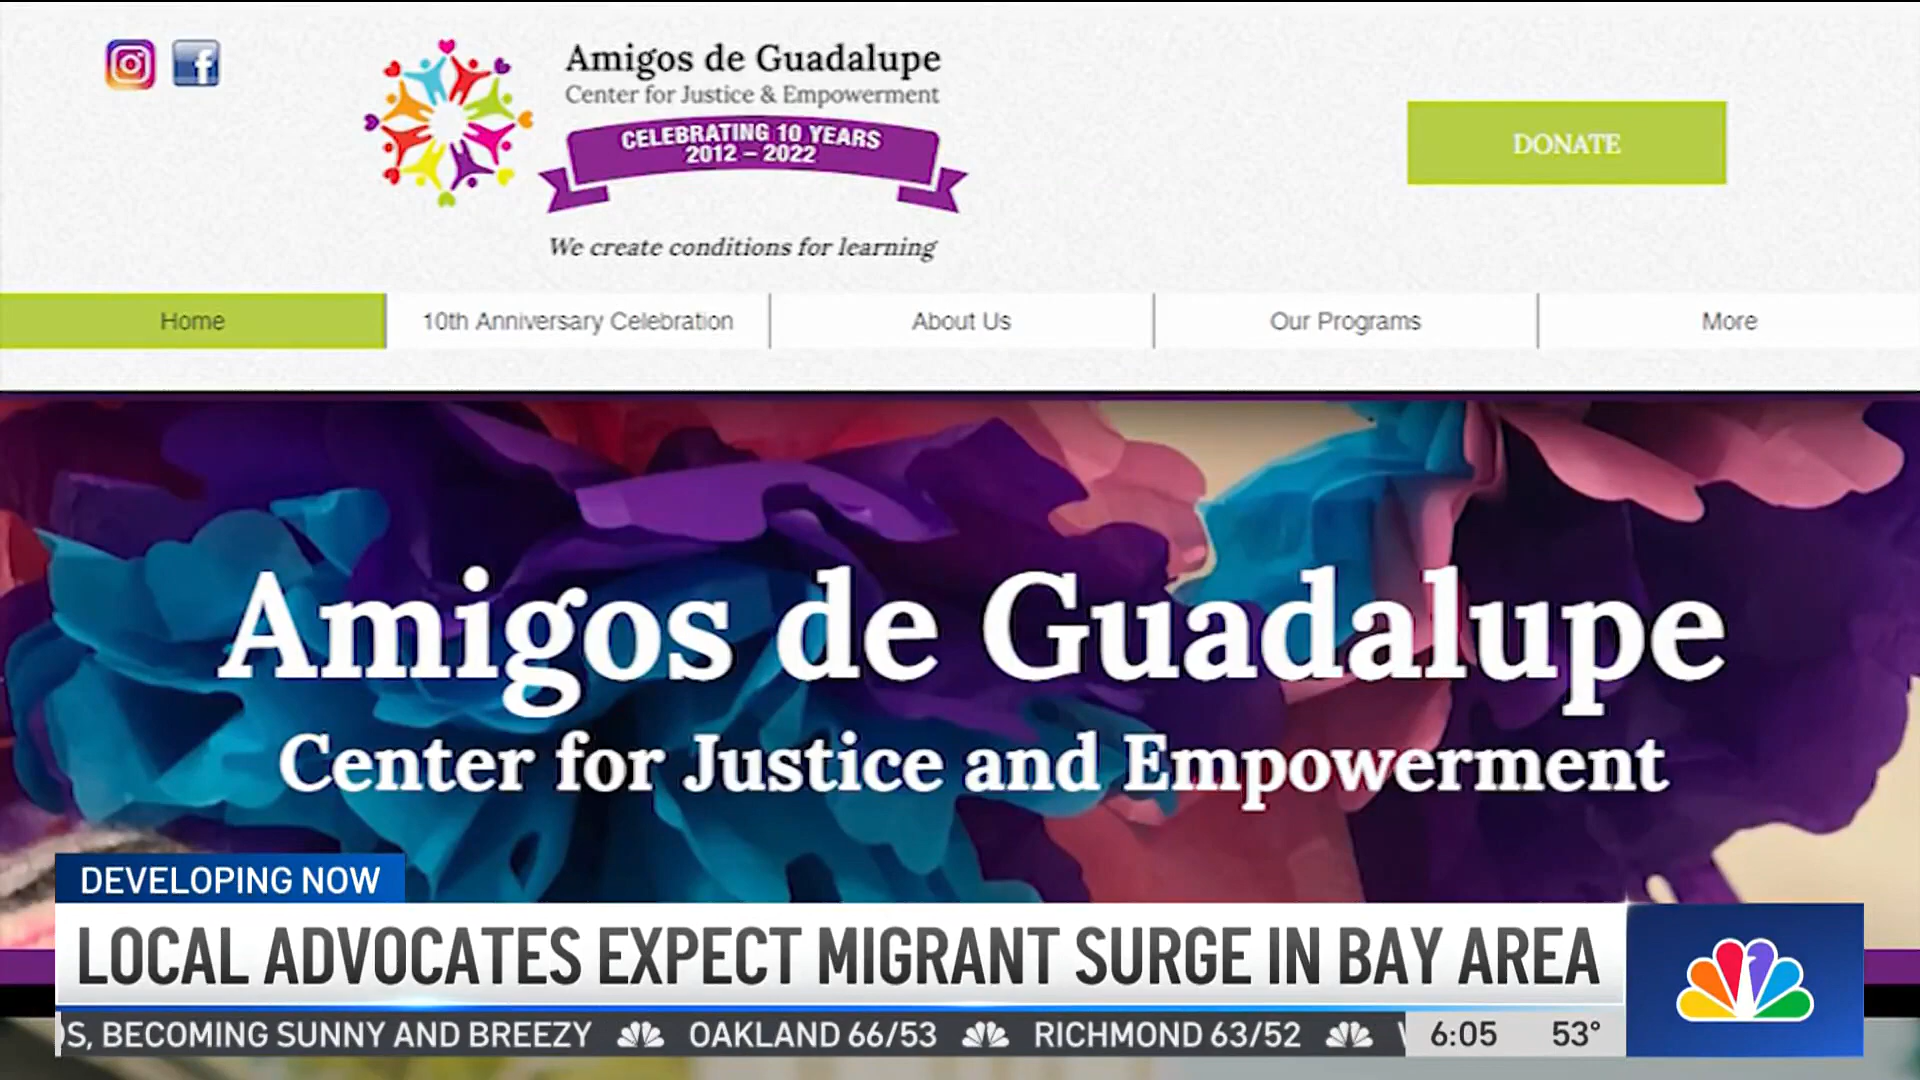 Amigos de Guadalupe
Center for Justice & Empowerment
CELEBRATING 10 YEARS
2012 – 2022
We create conditions for learning
DONATE
Home
10th Anniversary Celebration
About Us
Our Programs
More
Amigos de Guadalupe
Center for Justice and Empowerment
DEVELOPING NOW
LOCAL ADVOCATES EXPECT MIGRANT SURGE IN BAY AREA
S, BECOMING SUNNY AND BREEZY OAKLAND 66/53 RICHMOND 63/52
6:05 53°